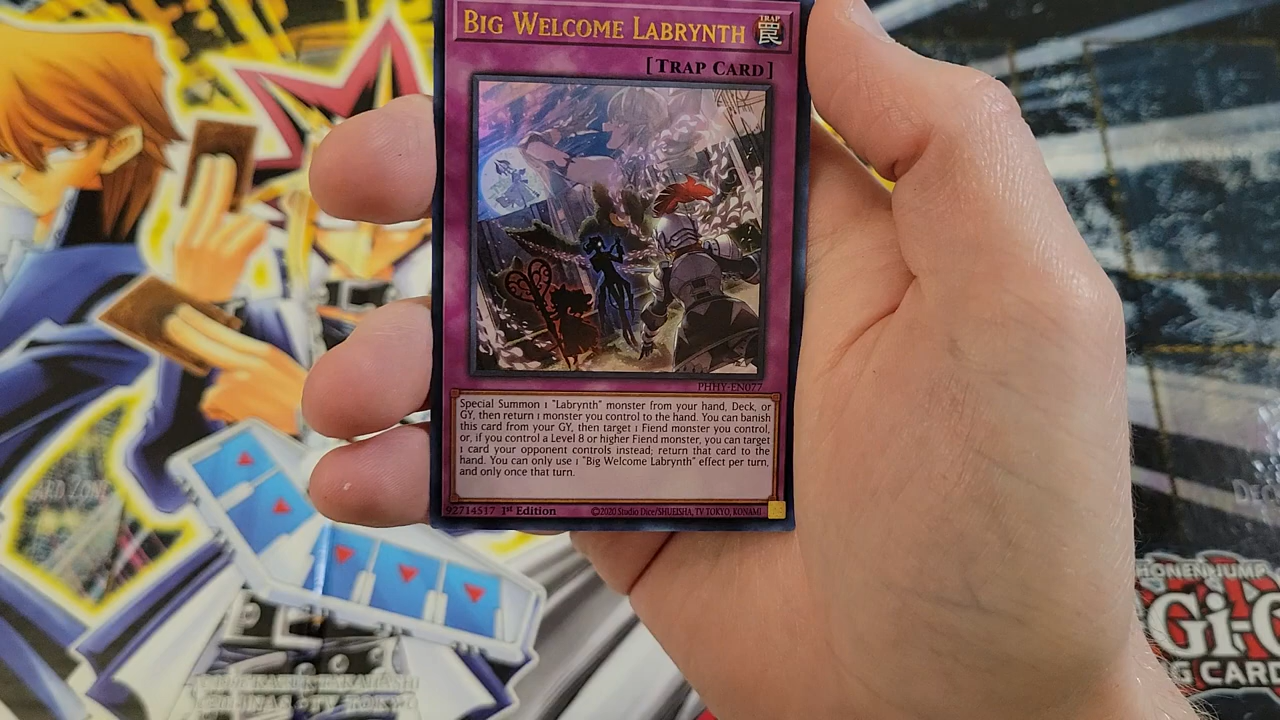 BIG WELCOME LABRYNTH
TRAP
罠
[TRAP CARD]
PHHY-EN077
Special Summon 1 "Labrynth" monster from your hand, Deck, or
GY, then return 1 monster you control to the hand. You can banish
this card from your GY, then target 1 Fiend monster you control,
or, if you control a Level 8 or higher Fiend monster, you can target
1 card your opponent controls instead; return that card to the
hand. You can only use 1 "Big Welcome Labrynth" effect per turn,
and only once that turn.
92714517 1st Edition ©2020 Studio Dice/SHUEISHA, TV TOKYO, KONAMI
CARD ZONE
SHONEN JUMP
Gi-G
G CARD